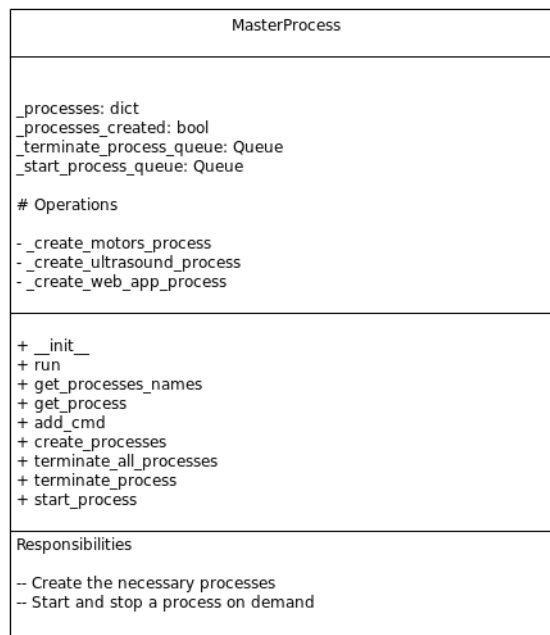 MasterProcess
_processes: dict
_processes_created: bool
_terminate_process_queue: Queue
_start_process_queue: Queue
# Operations
- _create_motors_process
- _create_ultrasound_process
- _create_web_app_process
+ __init__
+ run
+ get_processes_names
+ get_process
+ add_cmd
+ create_processes
+ terminate_all_processes
+ terminate_process
+ start_process
Responsibilities
-- Create the necessary processes
-- Start and stop a process on demand